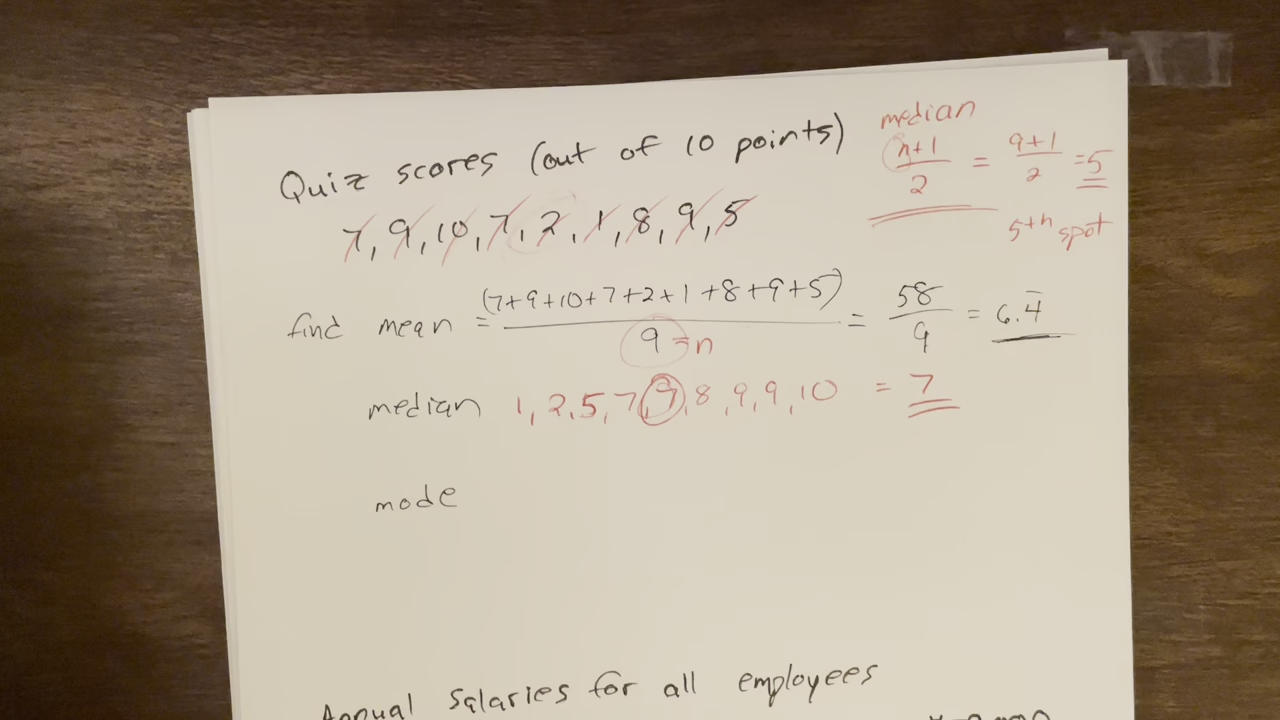 Quiz scores (out of 10 points)
7, 9, 10, 7, 2, 1, 8, 9, 5
median
n+1/2 = 9+1/2 = 5
5th spot
find mean = (7+9+10+7+2+1+8+9+5)/9 = 58/9 = 6.4̅
= n
median 1, 2, 5, 7, 7, 8, 9, 9, 10 = 7
mode
Annual Salaries for all employees